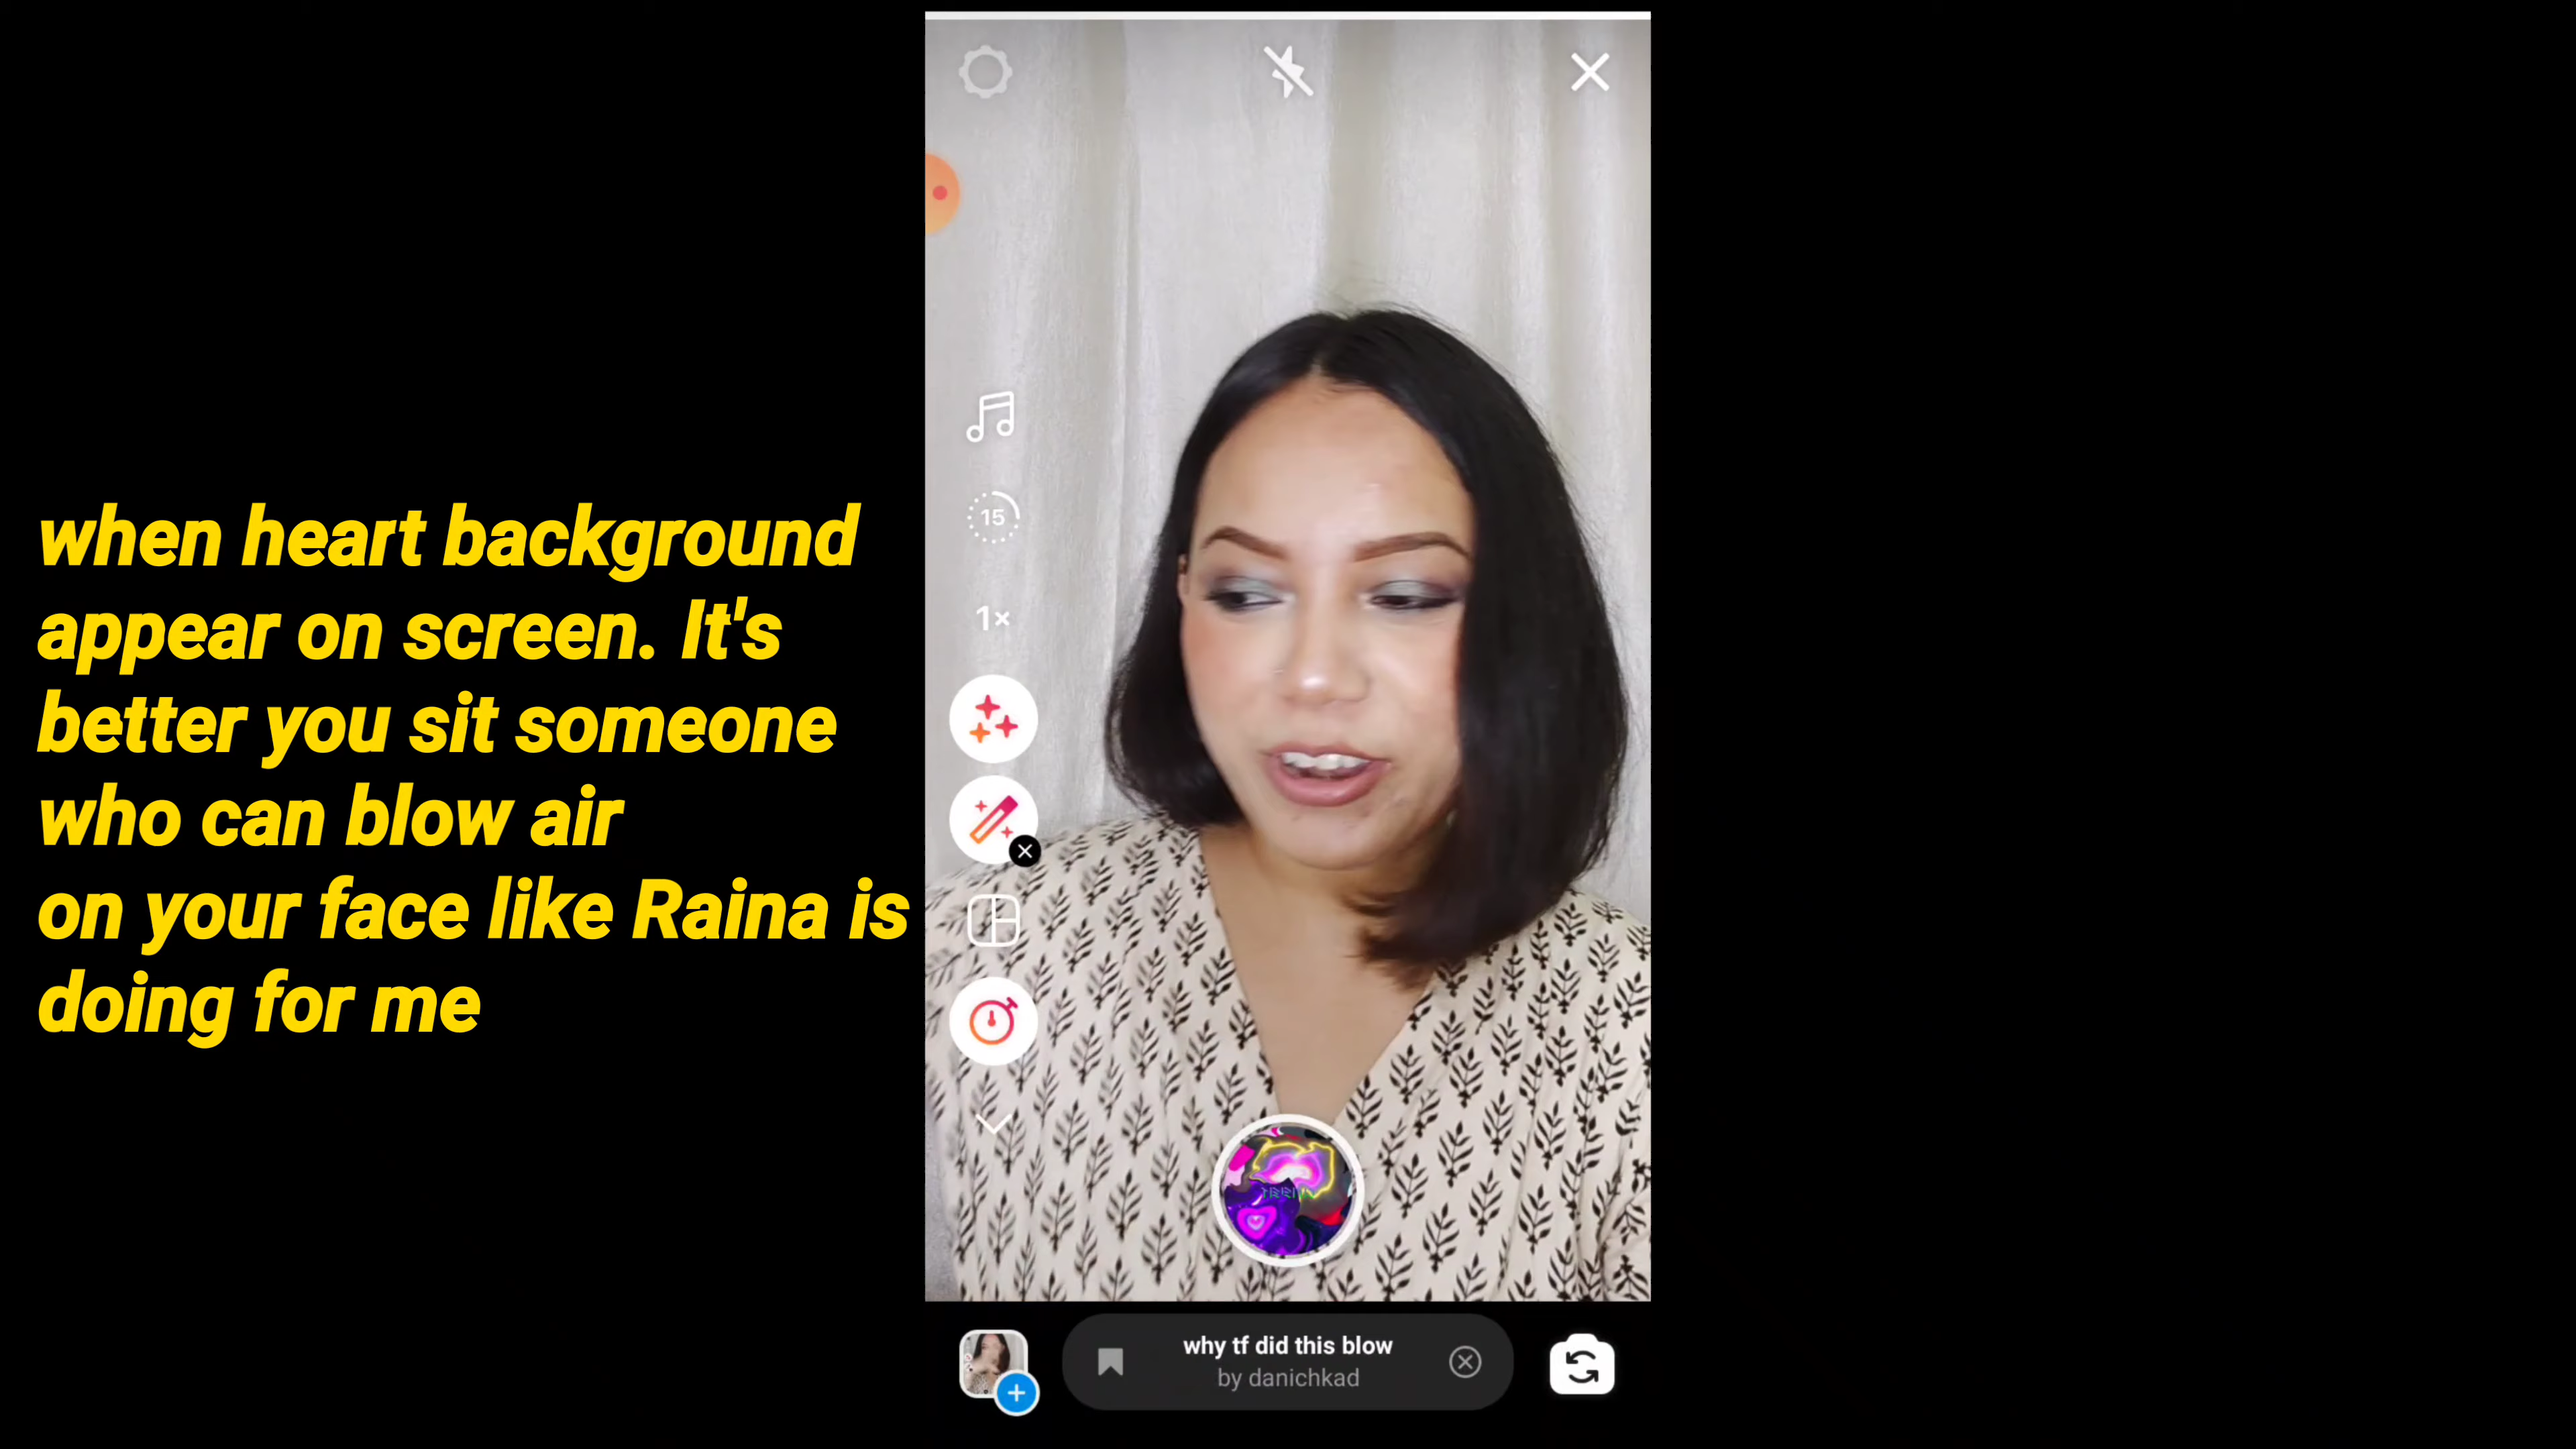 when heart background
appear on screen. It's
better you sit someone
who can blow air
on your face like Raina is
doing for me
15
1×
why tf did this blow
by danichkad